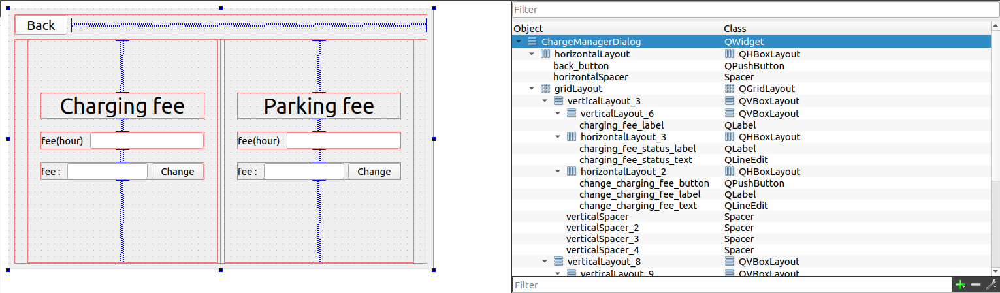 Back
Charging fee
fee(hour)
fee :
Change
Parking fee
fee(hour)
fee :
Change
Filter
Object Class
ChargeManagerDialog QWidget
horizontalLayout QHBoxLayout
back_button QPushButton
horizontalSpacer Spacer
gridLayout QGridLayout
verticalLayout_3 QVBoxLayout
verticalLayout_6 QVBoxLayout
charging_fee_label QLabel
horizontalLayout_3 QHBoxLayout
charging_fee_status_label QLabel
charging_fee_status_text QLineEdit
horizontalLayout_2 QHBoxLayout
change_charging_fee_button QPushButton
change_charging_fee_label QLabel
change_charging_fee_text QLineEdit
verticalSpacer Spacer
verticalSpacer_2 Spacer
verticalSpacer_3 Spacer
verticalSpacer_4 Spacer
verticalLayout_8 QVBoxLayout
verticalLayout_9 QVBoxLayout
Filter